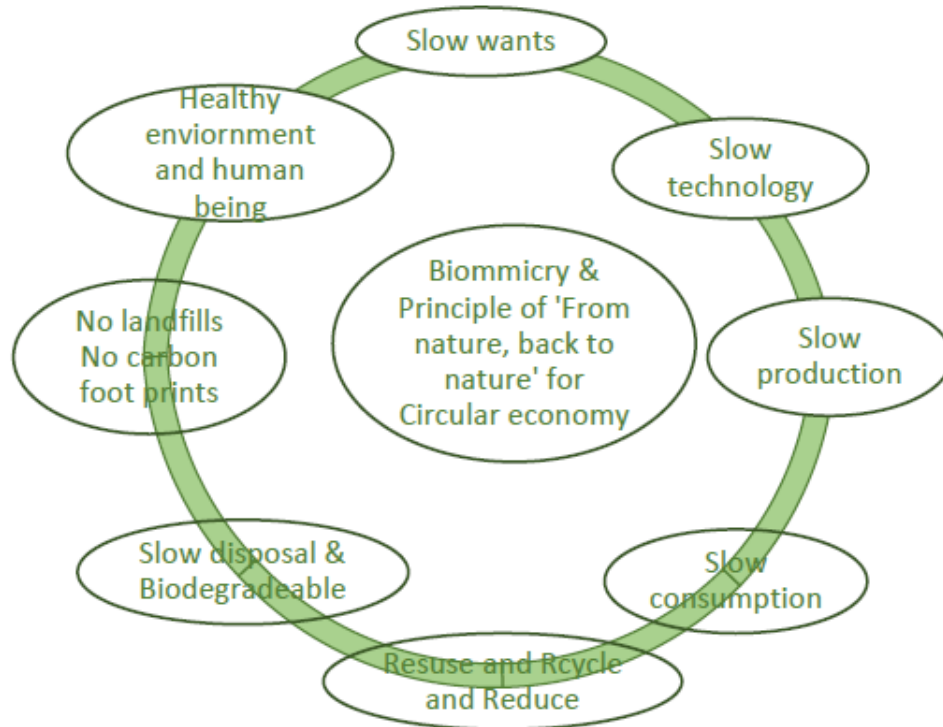 Slow wants
Slow
technology
Slow
production
Slow
consumption
Resuse and Rcycle
and Reduce
Slow disposal &
Biodegradeable
No landfills
No carbon
foot prints
Healthy
enviornment
and human
being
Biommicry &
Principle of 'From
nature, back to
nature' for
Circular economy